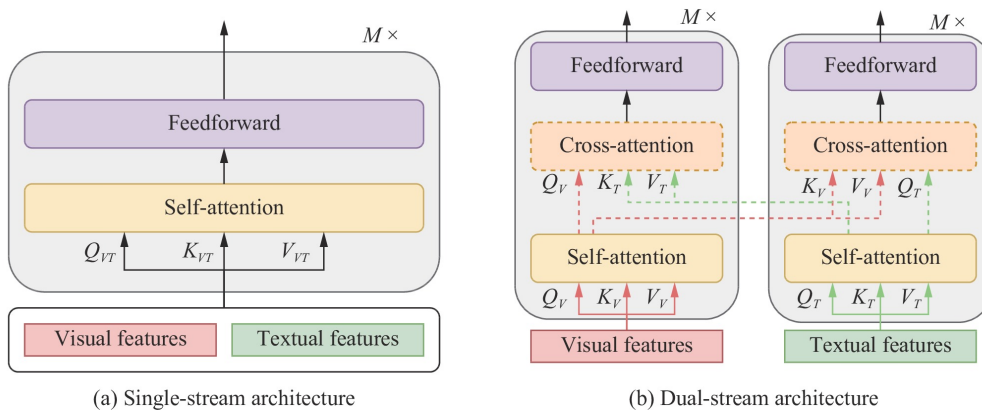 M ×
Feedforward
Self-attention
Q_VT K_VT V_VT
Visual features Textual features
(a) Single-stream architecture
M × M ×
Feedforward Feedforward
Cross-attention Cross-attention
Q_V K_T V_T K_V V_V Q_T
Self-attention Self-attention
Q_V K_V V_V Q_T K_T V_T
Visual features Textual features
(b) Dual-stream architecture